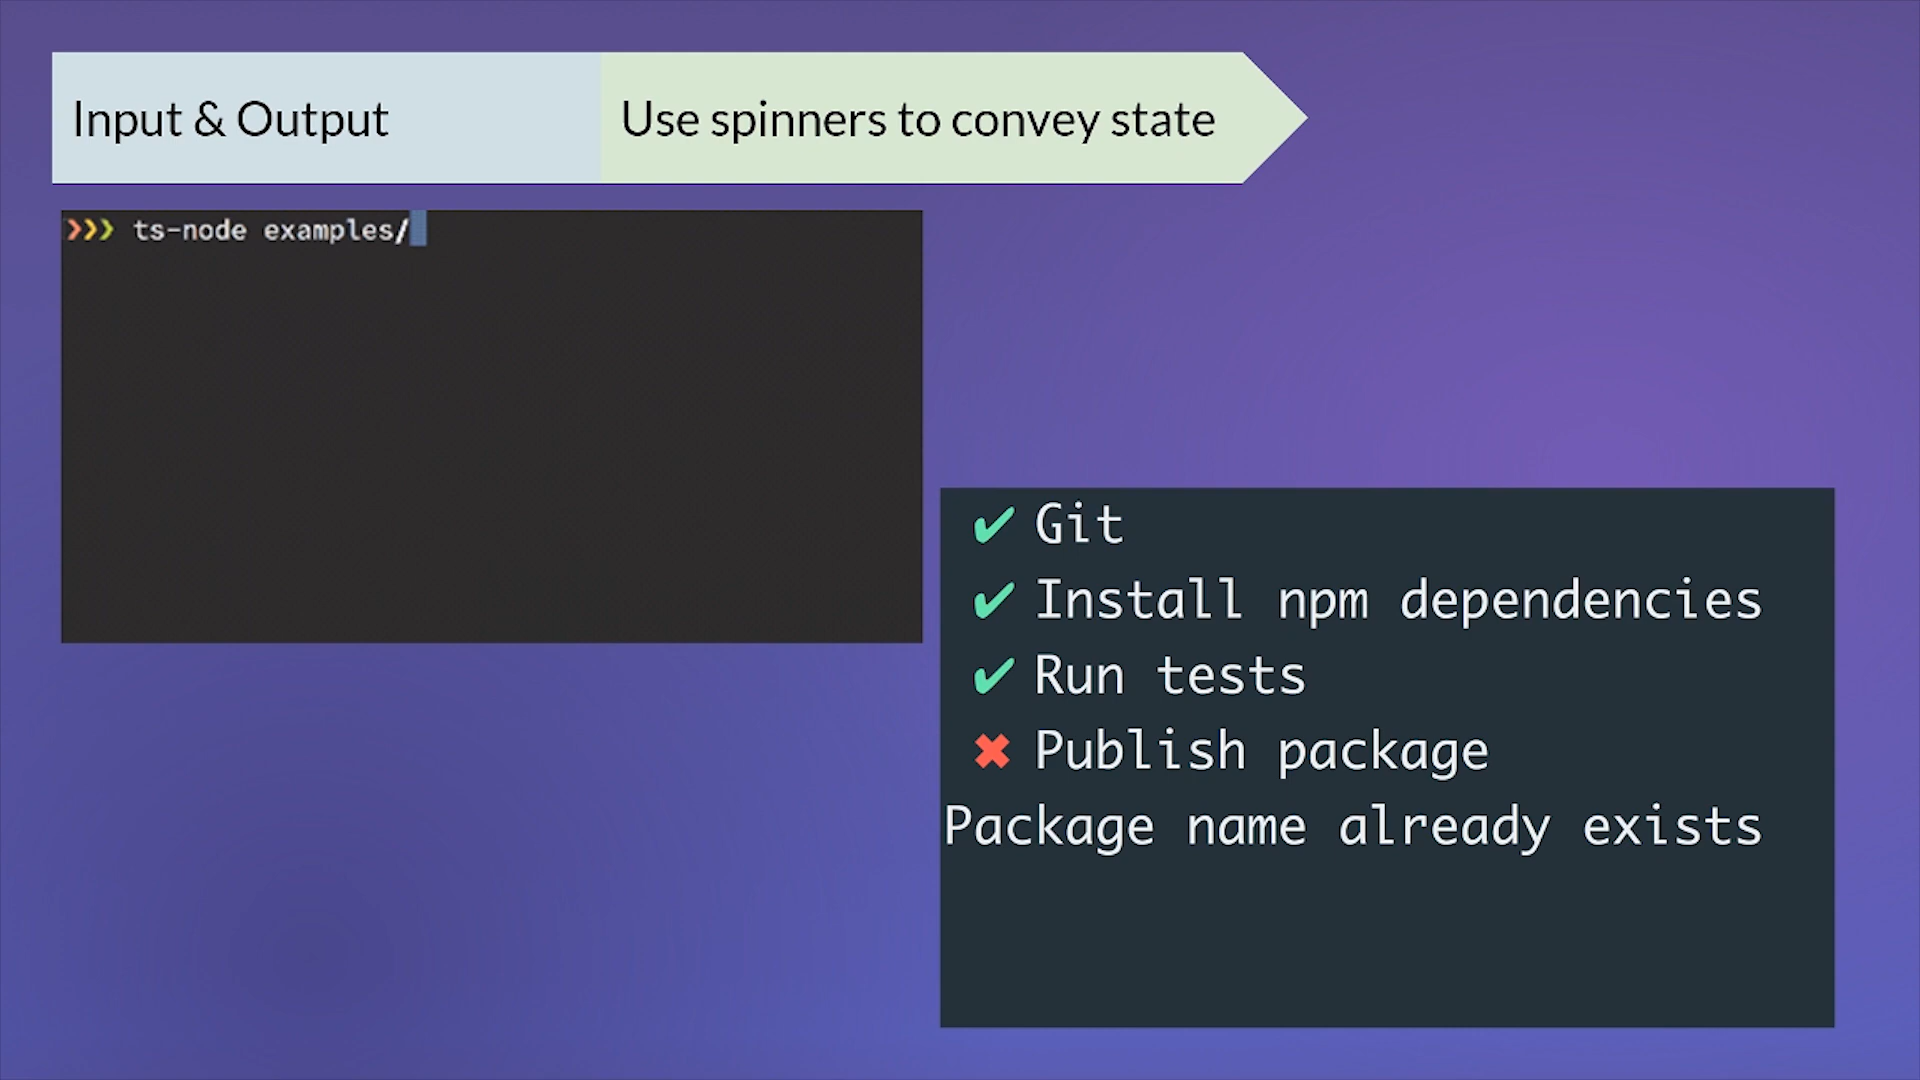 Input & Output
Use spinners to convey state
❯❯❯ ts-node examples/
✔ Git
✔ Install npm dependencies
✔ Run tests
✖ Publish package
Package name already exists